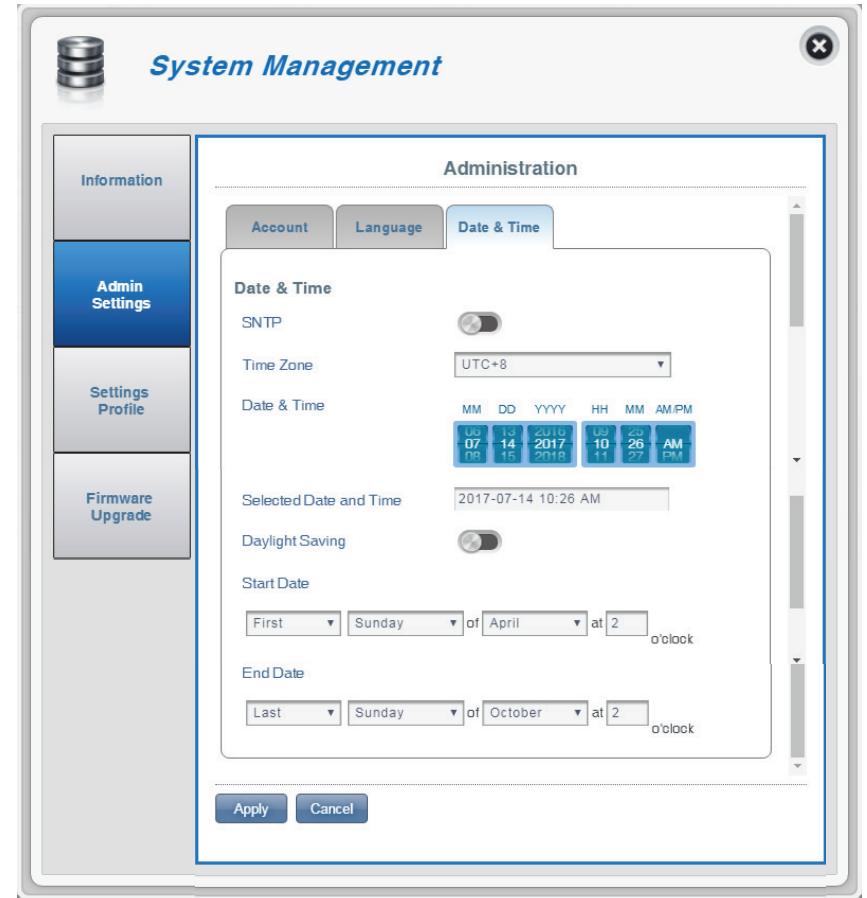 System Management
Information
Admin
Settings
Settings
Profile
Firmware
Upgrade
Administration
Account Language Date & Time
Date & Time
SNTP
Time Zone UTC+8
Date & Time MM DD YYYY HH MM AM/PM
06 13 2016 09 25
07 14 2017 10 26 AM
08 15 2018 11 27 PM
Selected Date and Time 2017-07-14 10:26 AM
Daylight Saving
Start Date
First Sunday of April at 2 o'clock
End Date
Last Sunday of October at 2 o'clock
Apply Cancel